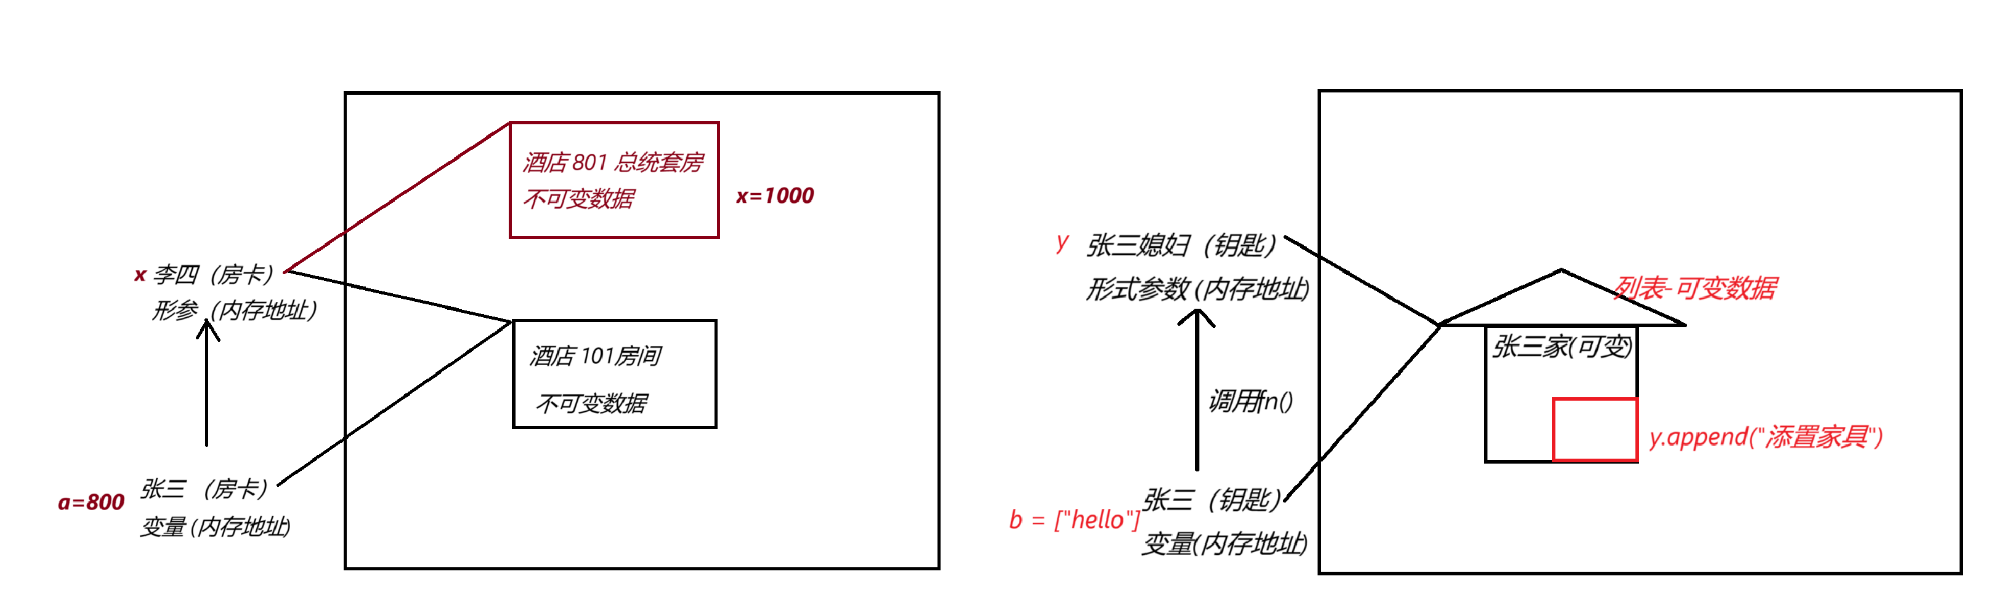 酒店 801 总统套房
不可变数据
x=1000
x 李四（房卡）
形参（内存地址）
酒店 101房间
不可变数据
a=800 张三 （房卡）
变量 (内存地址)
y 张三媳妇（钥匙）
形式参数 (内存地址)
列表-可变数据
张三家(可变)
调用fn()
y.append("添置家具")
张三（钥匙）
b = ["hello"]
变量(内存地址)